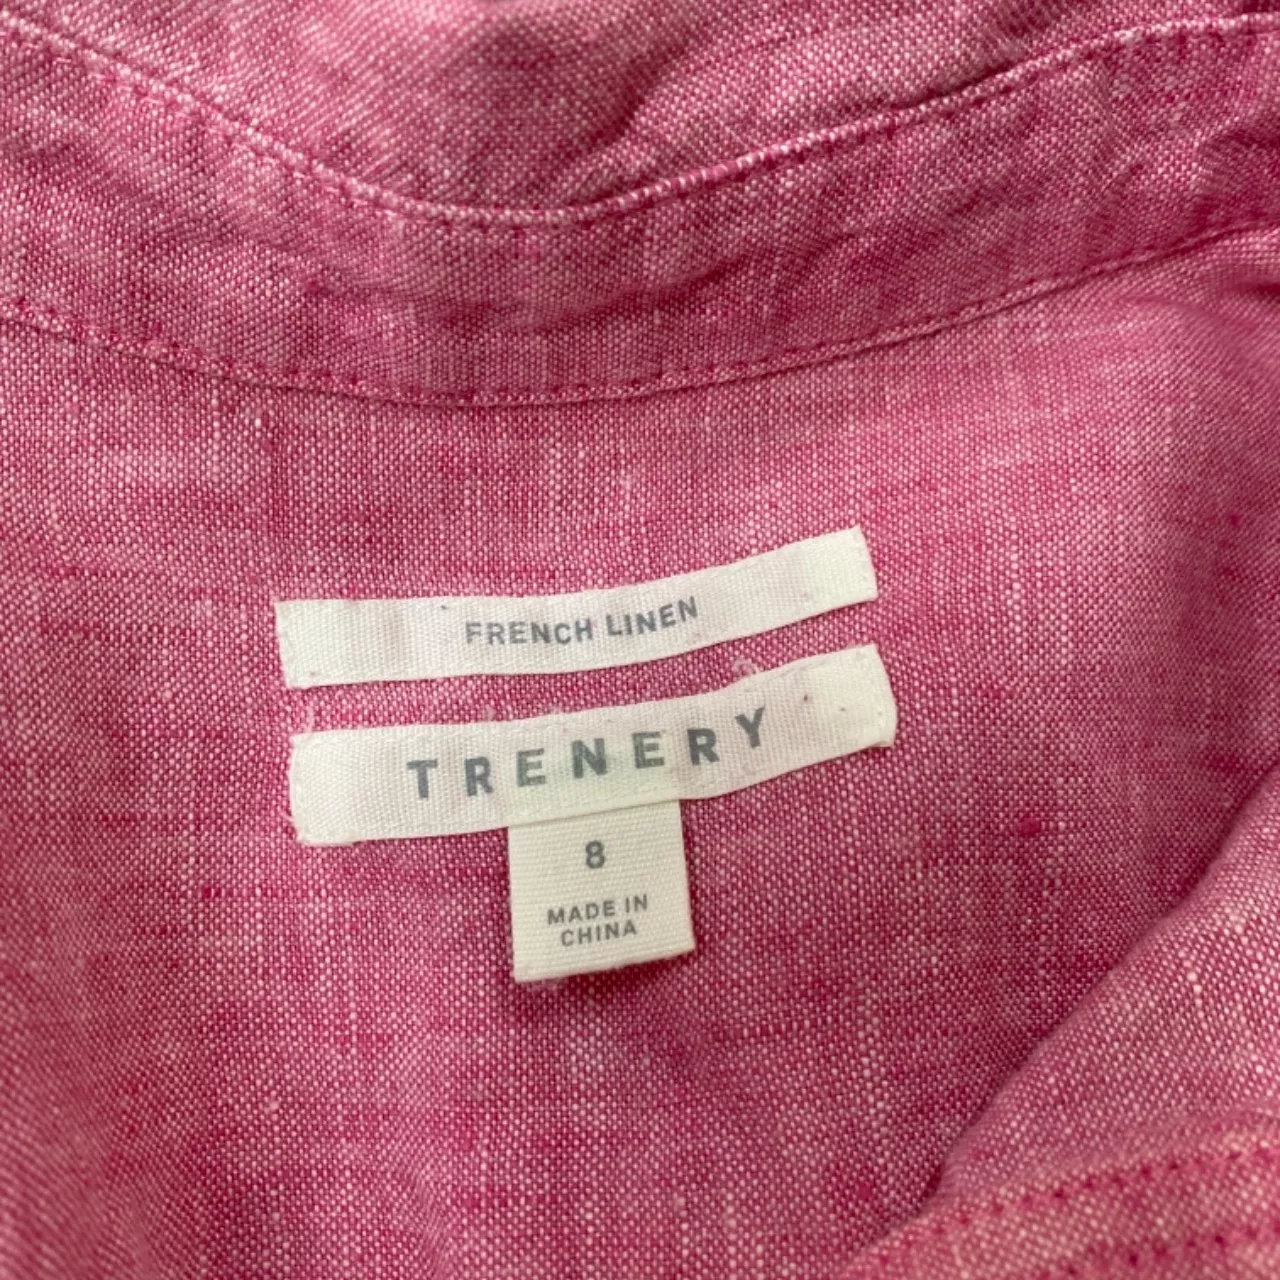 FRENCH LINEN
TRENERY
8
MADE IN
CHINA